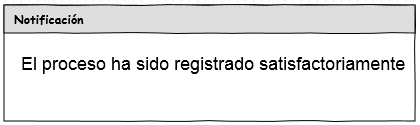 Notificación
El proceso ha sido registrado satisfactoriamente